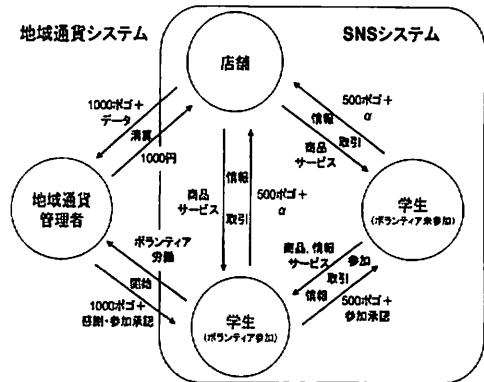 地域通貨システム
SNSシステム
店舗
1000ポゴ+
データ
清算
1000円
500ポゴ+
α
情報
取引
商品
サービス
地域通貨
管理者
商品
サービス
情報
取引
500ポゴ+
α
学生
(ボランティア未参加)
ボランティア
労働
開始
1000ポゴ+
感謝・参加承認
商品、情報
サービス
参加
取引
情報
500ポゴ+
参加承認
学生
(ボランティア参加)